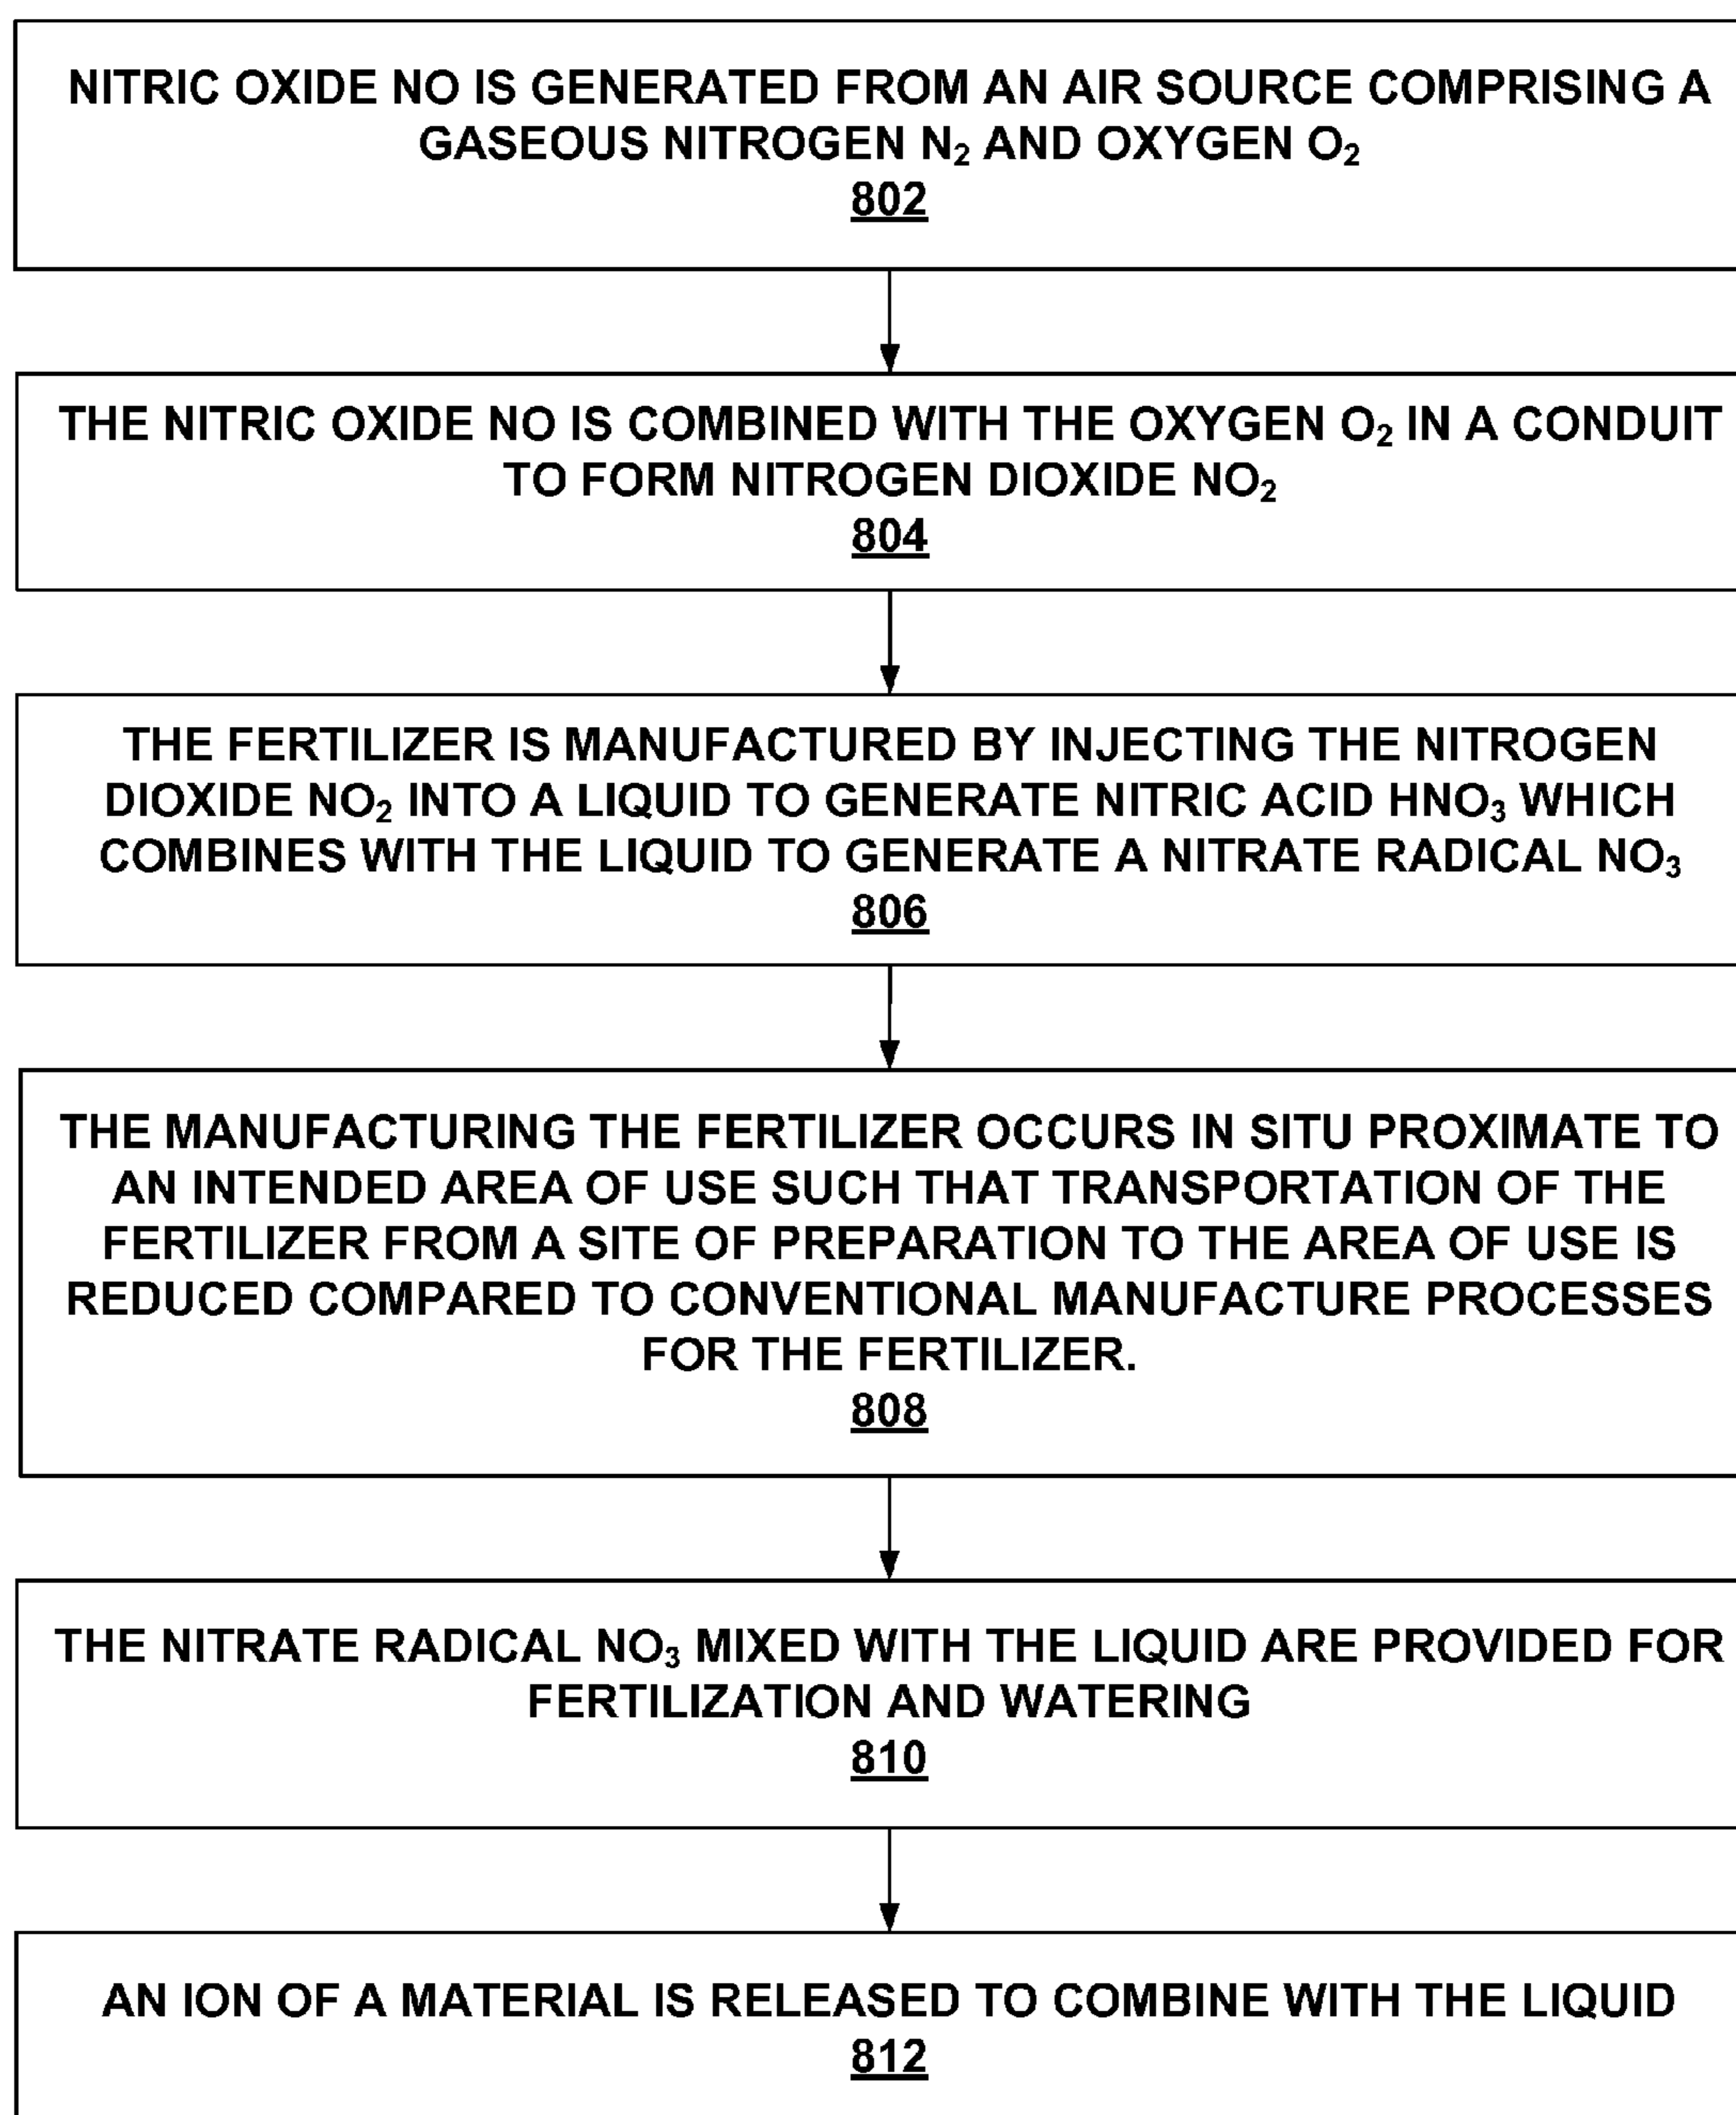 NITRIC OXIDE NO IS GENERATED FROM AN AIR SOURCE COMPRISING A
GASEOUS NITROGEN N₂ AND OXYGEN O₂
802
THE NITRIC OXIDE NO IS COMBINED WITH THE OXYGEN O₂ IN A CONDUIT
TO FORM NITROGEN DIOXIDE NO₂
804
THE FERTILIZER IS MANUFACTURED BY INJECTING THE NITROGEN
DIOXIDE NO₂ INTO A LIQUID TO GENERATE NITRIC ACID HNO₃ WHICH
COMBINES WITH THE LIQUID TO GENERATE A NITRATE RADICAL NO₃
806
THE MANUFACTURING THE FERTILIZER OCCURS IN SITU PROXIMATE TO
AN INTENDED AREA OF USE SUCH THAT TRANSPORTATION OF THE
FERTILIZER FROM A SITE OF PREPARATION TO THE AREA OF USE IS
REDUCED COMPARED TO CONVENTIONAL MANUFACTURE PROCESSES
FOR THE FERTILIZER.
808
THE NITRATE RADICAL NO₃ MIXED WITH THE LIQUID ARE PROVIDED FOR
FERTILIZATION AND WATERING
810
AN ION OF A MATERIAL IS RELEASED TO COMBINE WITH THE LIQUID
812